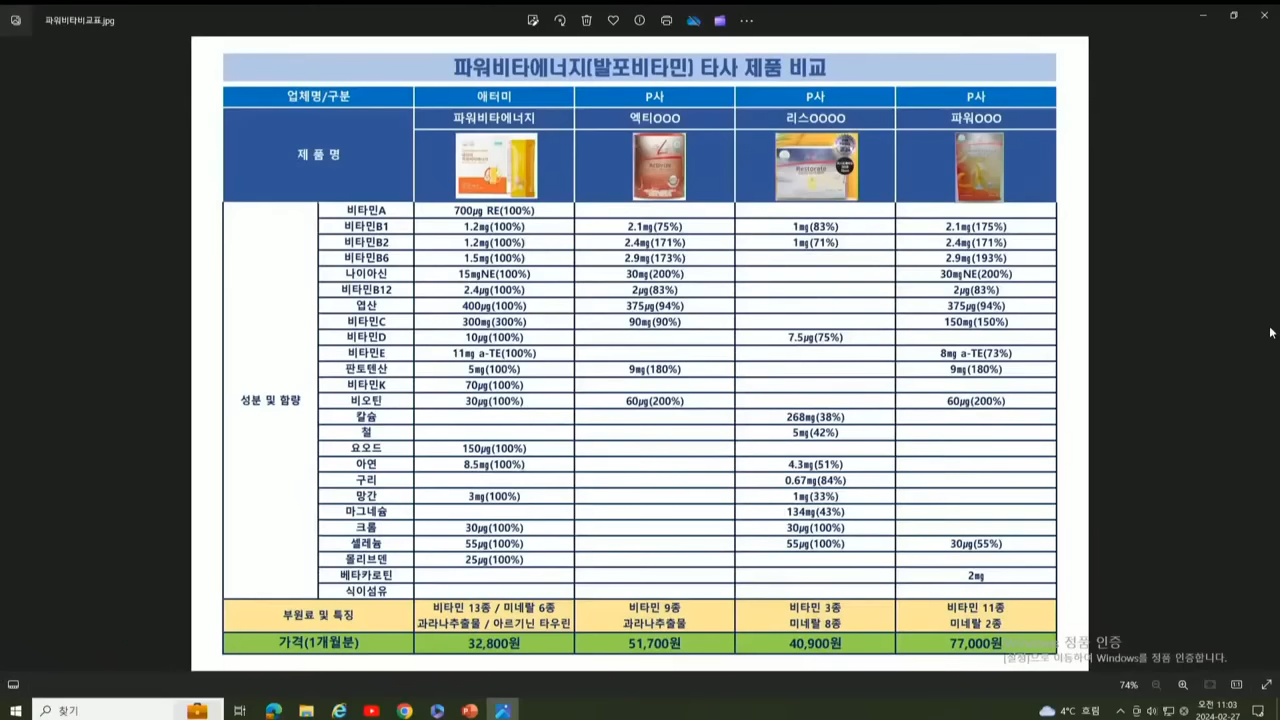 파워비타비교표.jpg
파워비타에너지(발포비타민) 타사 제품 비교
업체명/구분 애터미 P사 P사 P사
제 품 명 파워비타에너지 엑티OOO 리스OOOO 파워OOO
Restorate
성분 및 함량
비타민A 700㎍ RE(100%)
비타민B1 1.2㎎(100%) 2.1㎎(75%) 1㎎(83%) 2.1㎎(175%)
비타민B2 1.2㎎(100%) 2.4㎎(171%) 1㎎(71%) 2.4㎎(171%)
비타민B6 1.5㎎(100%) 2.9㎎(173%) 2.9㎎(193%)
나이아신 15㎎NE(100%) 30㎎(200%) 30㎎NE(200%)
비타민B12 2.4㎍(100%) 2㎍(83%) 2㎍(83%)
엽산 400㎍(100%) 375㎍(94%) 375㎍(94%)
비타민C 300㎎(300%) 90㎎(90%) 150㎎(150%)
비타민D 10㎍(100%) 7.5㎍(75%)
비타민E 11㎎ a-TE(100%) 8㎎ a-TE(73%)
판토텐산 5㎎(100%) 9㎎(180%) 9㎎(180%)
비타민K 70㎍(100%)
비오틴 30㎍(100%) 60㎍(200%) 60㎍(200%)
칼슘 268㎎(38%)
철 5㎎(42%)
요오드 150㎍(100%)
아연 8.5㎎(100%) 4.3㎎(51%)
구리 0.67㎎(84%)
망간 3㎎(100%) 1㎎(33%)
마그네슘 134㎎(43%)
크롬 30㎍(100%) 30㎍(100%)
셀레늄 55㎍(100%) 55㎍(100%) 30㎍(55%)
몰리브덴 25㎍(100%)
베타카로틴 2㎎
식이섬유
부원료 및 특징 비타민 13종 / 미네랄 6종 비타민 9종 비타민 3종 비타민 11종
과라나추출물 / 아르기닌 타우린 과라나추출물 미네랄 8종 미네랄 2종
가격(1개월분) 32,800원 51,700원 40,900원 77,000원
정품 인증
[설정]으로 이동하여 Windows를 정품 인증합니다.
74%
찾기
4°C 흐림
오전 11:03
2024-02-27